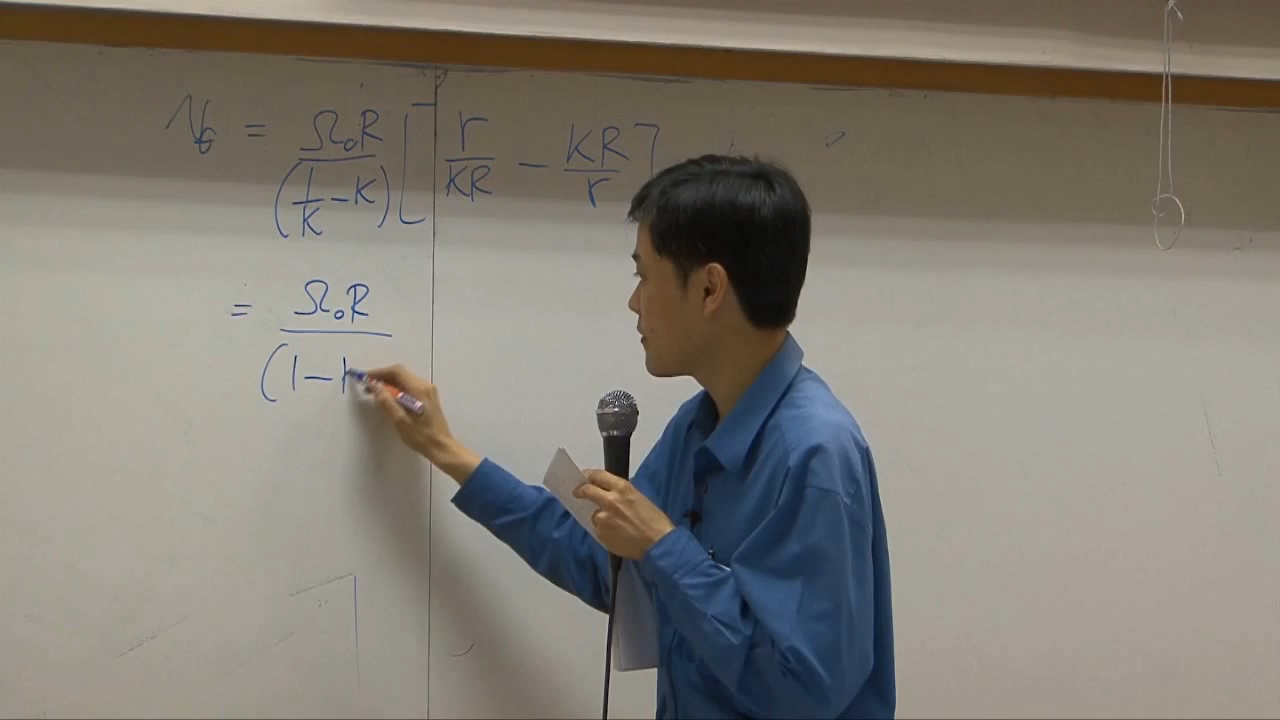 V_θ = Ω₀R/(1/K − K) [ r/KR − KR/r ]
= Ω₀R/(1 −